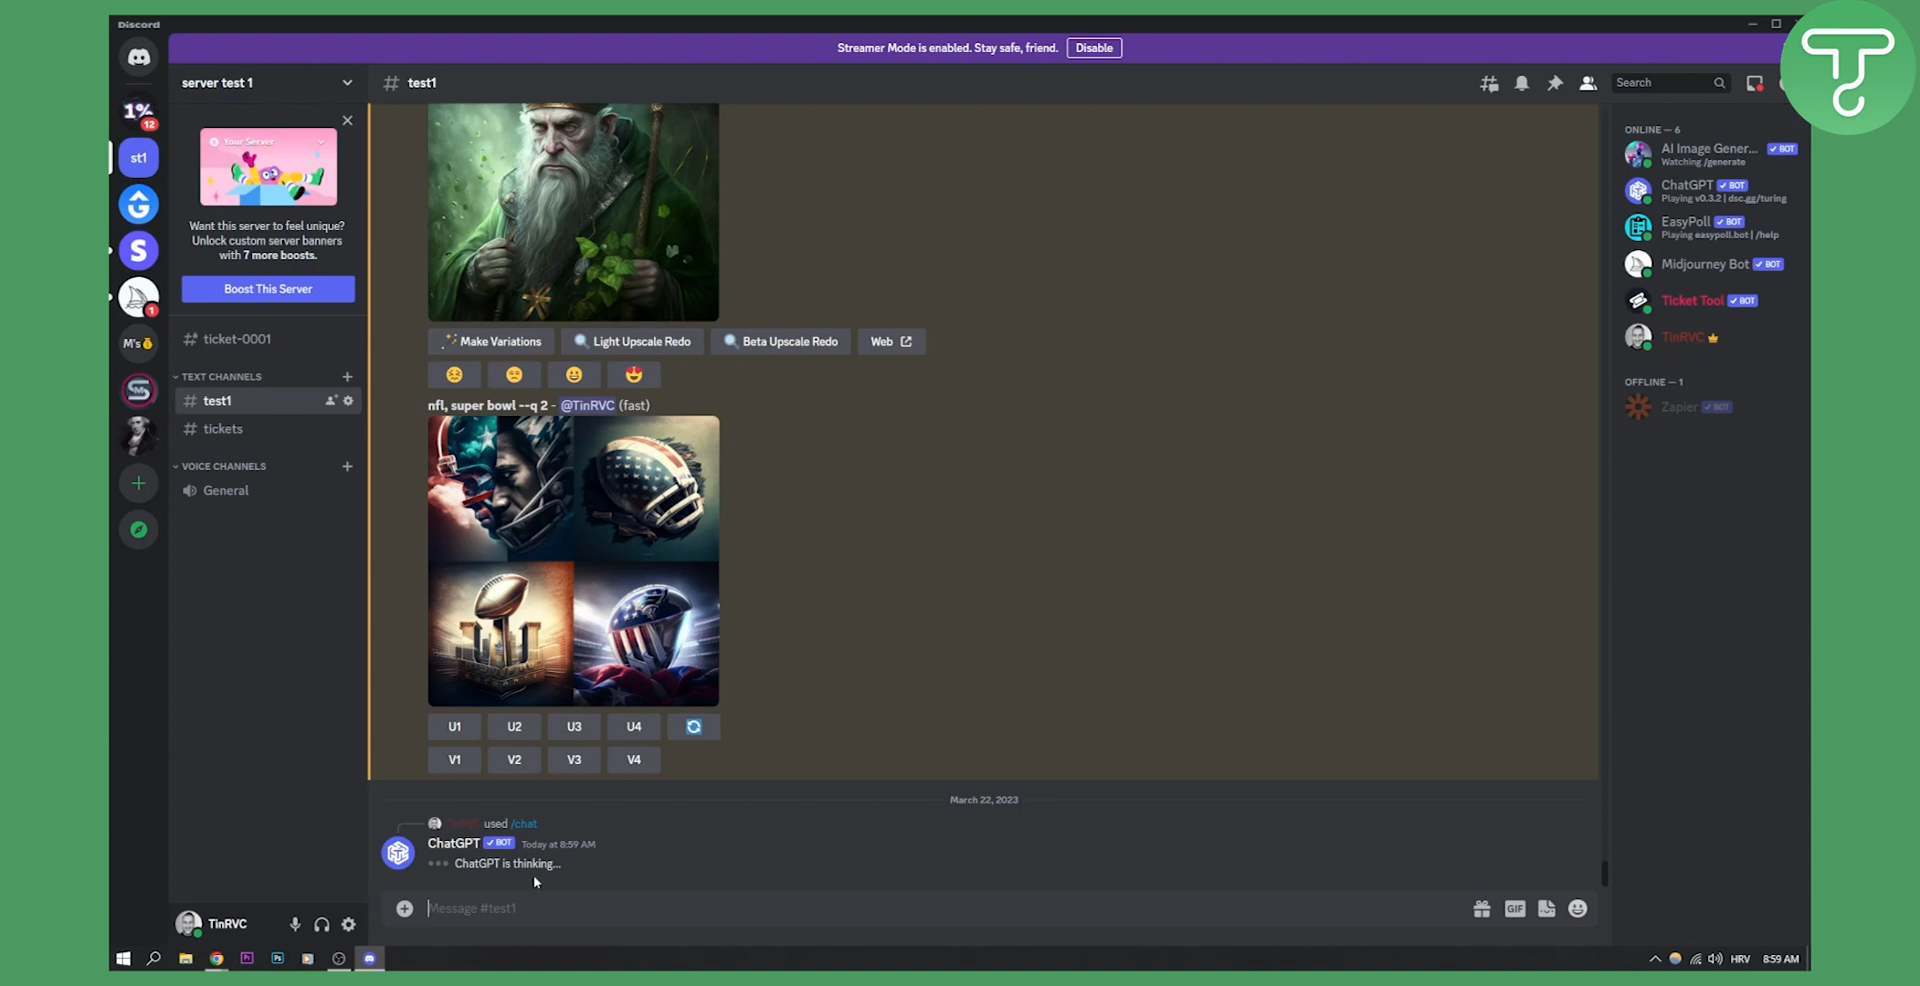 Discord
Streamer Mode is enabled. Stay safe, friend. Disable
server test 1
test1
Search
1%
12
st1
S
1
M's
Your Server
Want this server to feel unique?
Unlock custom server banners
with 7 more boosts.
Boost This Server
ticket-0001
TEXT CHANNELS
test1
tickets
VOICE CHANNELS
General
TinRVC
Make Variations Light Upscale Redo Beta Upscale Redo Web
nfl, super bowl --q 2 - @TinRVC (fast)
U1 U2 U3 U4
V1 V2 V3 V4
March 22, 2023
TinRVC used /chat
ChatGPT BOT Today at 8:59 AM
ChatGPT is thinking...
Message #test1
GIF
ONLINE — 6
AI Image Gener... BOT
Watching /generate
ChatGPT BOT
Playing v0.3.2 | dsc.gg/turing
EasyPoll BOT
Playing easypoll.bot | /help
Midjourney Bot BOT
Ticket Tool BOT
TinRVC
OFFLINE — 1
Zapier BOT
Pr
Ps
HRV 8:59 AM